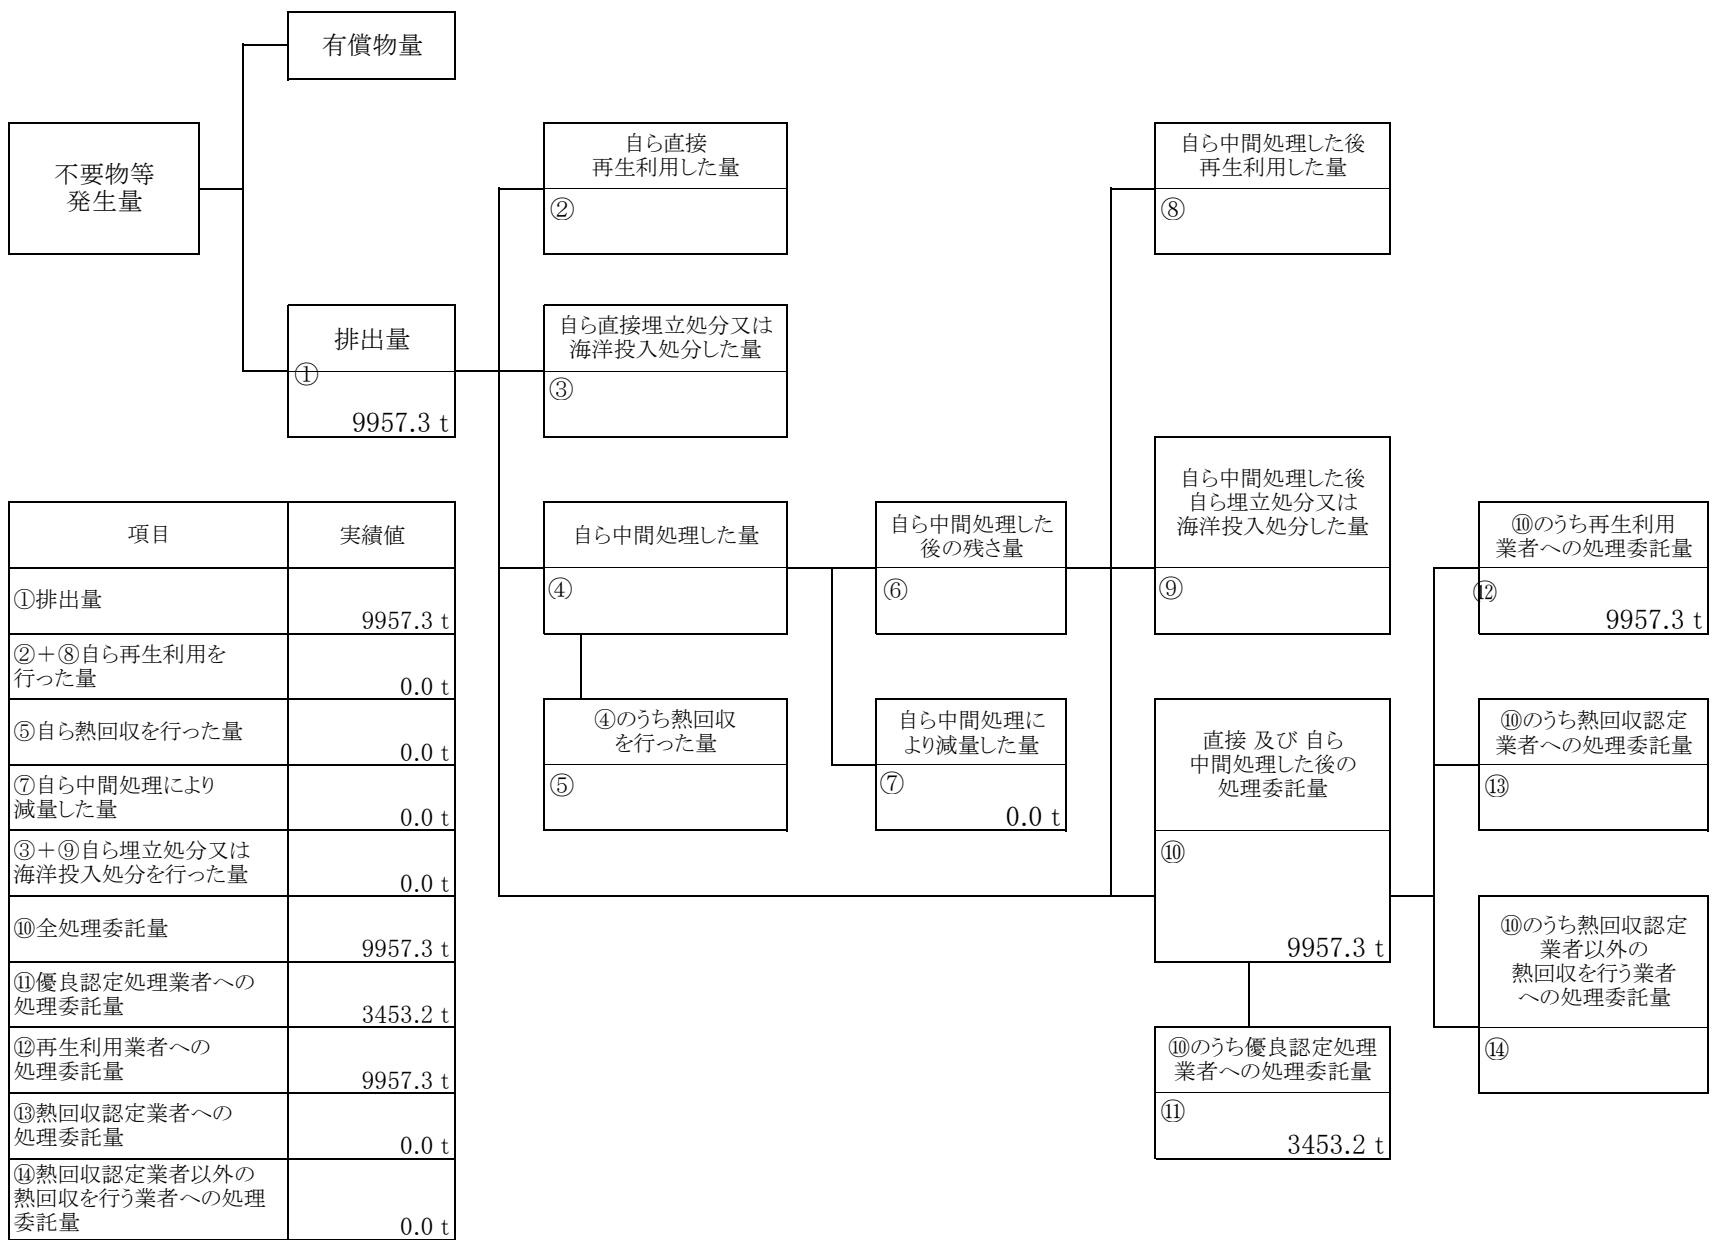 有償物量
不要物等
発生量
自ら直接
再生利用した量
②
自ら中間処理した後
再生利用した量
⑧
排出量
①
9957.3 t
自ら直接埋立処分又は
海洋投入処分した量
③
自ら中間処理した量
④
自ら中間処理した
後の残さ量
⑥
自ら中間処理した後
自ら埋立処分又は
海洋投入処分した量
⑨
⑩のうち再生利用
業者への処理委託量
⑫
9957.3 t
④のうち熱回収
を行った量
⑤
自ら中間処理に
より減量した量
⑦
0.0 t
直接 及び 自ら
中間処理した後の
処理委託量
⑩
9957.3 t
⑩のうち熱回収認定
業者への処理委託量
⑬
⑩のうち熱回収認定
業者以外の
熱回収を行う業者
への処理委託量
⑭
⑩のうち優良認定処理
業者への処理委託量
⑪
3453.2 t
項目
実績値
①排出量
9957.3 t
②＋⑧自ら再生利用を
行った量
0.0 t
⑤自ら熱回収を行った量
0.0 t
⑦自ら中間処理により
減量した量
0.0 t
③＋⑨自ら埋立処分又は
海洋投入処分を行った量
0.0 t
⑩全処理委託量
9957.3 t
⑪優良認定処理業者への
処理委託量
3453.2 t
⑫再生利用業者への
処理委託量
9957.3 t
⑬熱回収認定業者への
処理委託量
0.0 t
⑭熱回収認定業者以外の
熱回収を行う業者への処理
委託量
0.0 t